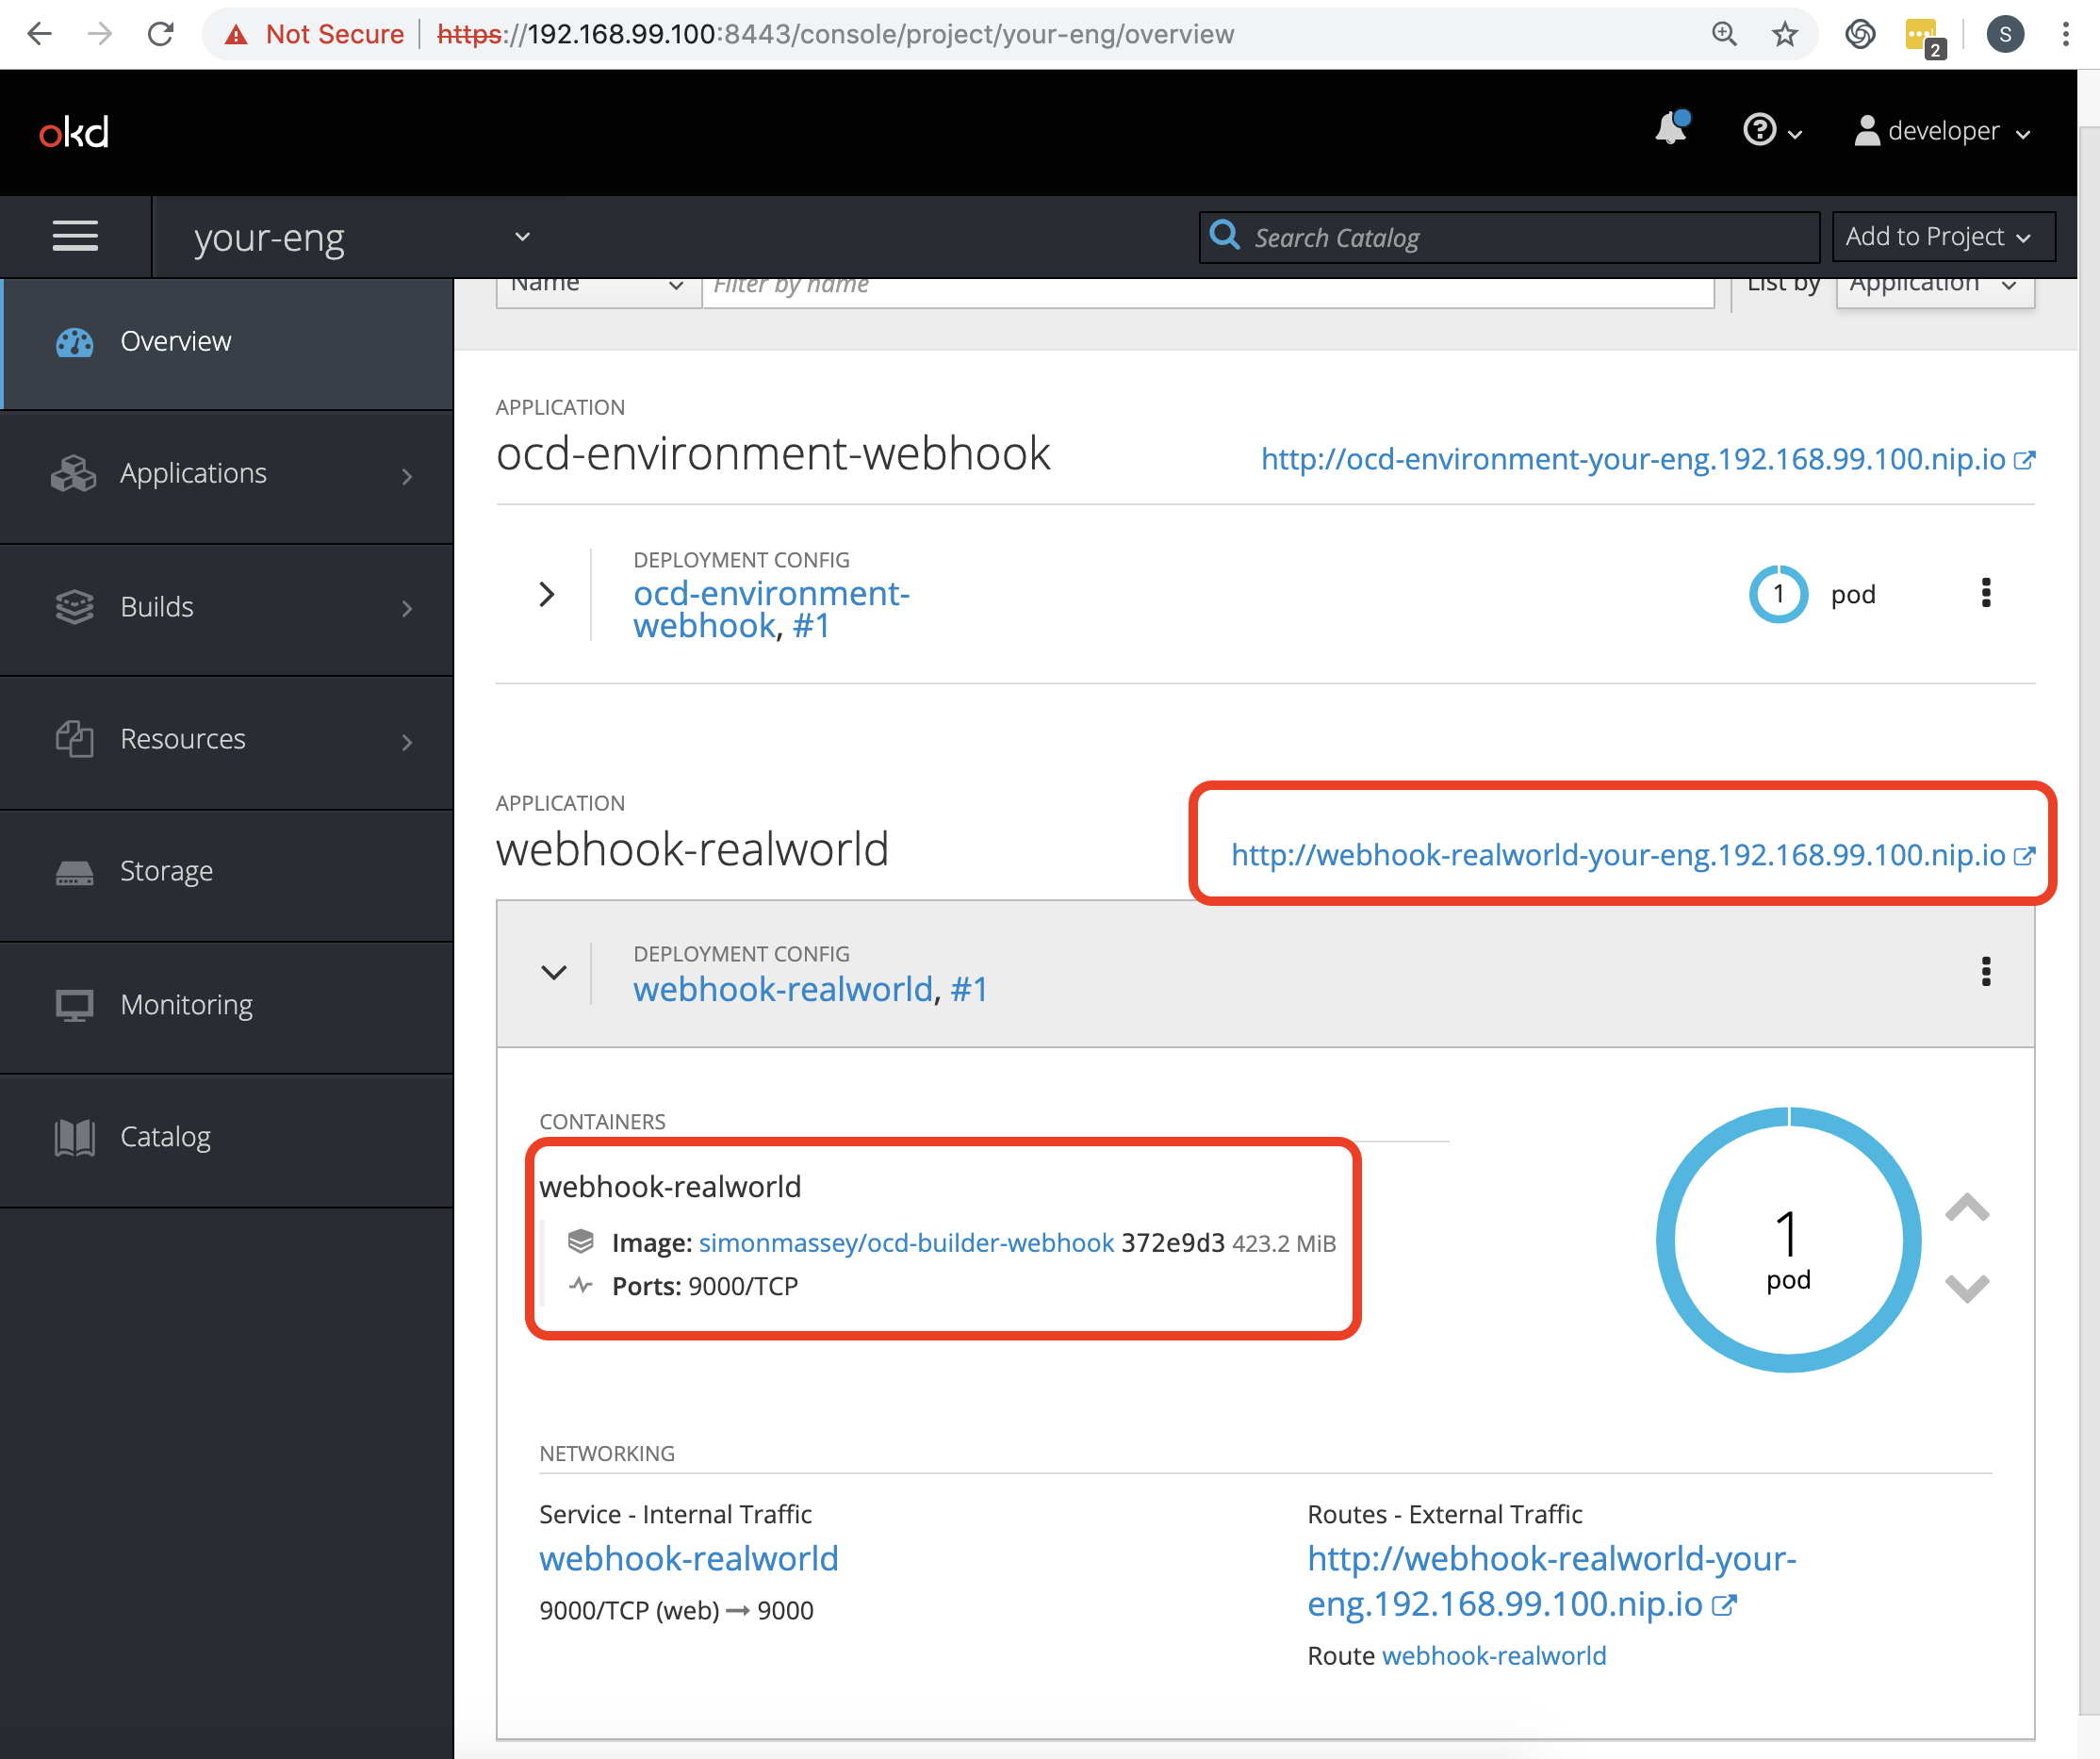 Not Secure https://192.168.99.100:8443/console/project/your-eng/overview
2
S
okd
developer
your-eng
Search Catalog
Add to Project
Name
Filter by name
List by
Application
Overview
Applications
Builds
Resources
Storage
Monitoring
Catalog
APPLICATION
ocd-environment-webhook
http://ocd-environment-your-eng.192.168.99.100.nip.io
DEPLOYMENT CONFIG
ocd-environment-
webhook, #1
1 pod
APPLICATION
webhook-realworld
http://webhook-realworld-your-eng.192.168.99.100.nip.io
DEPLOYMENT CONFIG
webhook-realworld, #1
CONTAINERS
webhook-realworld
Image: simonmassey/ocd-builder-webhook 372e9d3 423.2 MiB
Ports: 9000/TCP
1
pod
NETWORKING
Service - Internal Traffic
webhook-realworld
9000/TCP (web) → 9000
Routes - External Traffic
http://webhook-realworld-your-
eng.192.168.99.100.nip.io
Route webhook-realworld